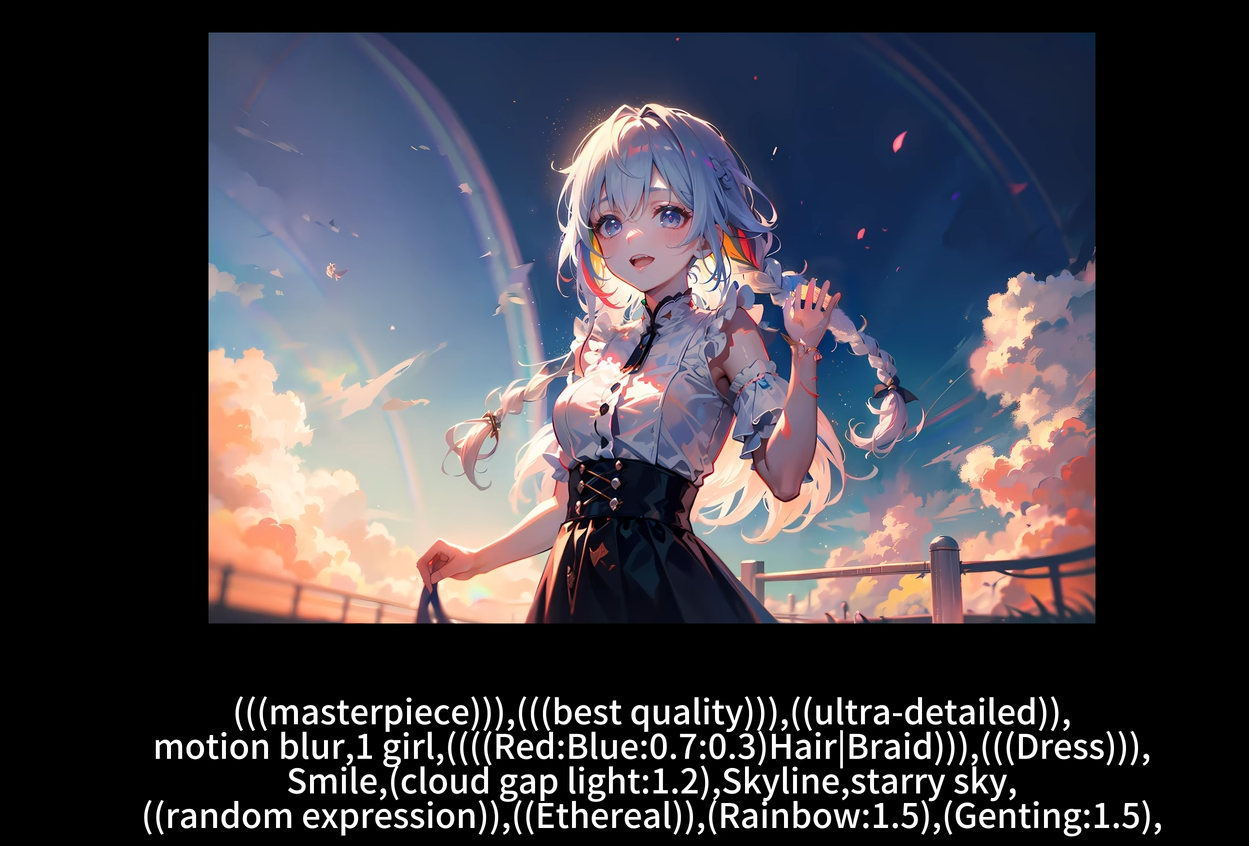 (((masterpiece))),(((best quality))),((ultra-detailed)),
motion blur,1 girl,((((Red:Blue:0.7:0.3)Hair|Braid))),(((Dress))),
Smile,(cloud gap light:1.2),Skyline,starry sky,
((random expression)),((Ethereal)),(Rainbow:1.5),(Genting:1.5),